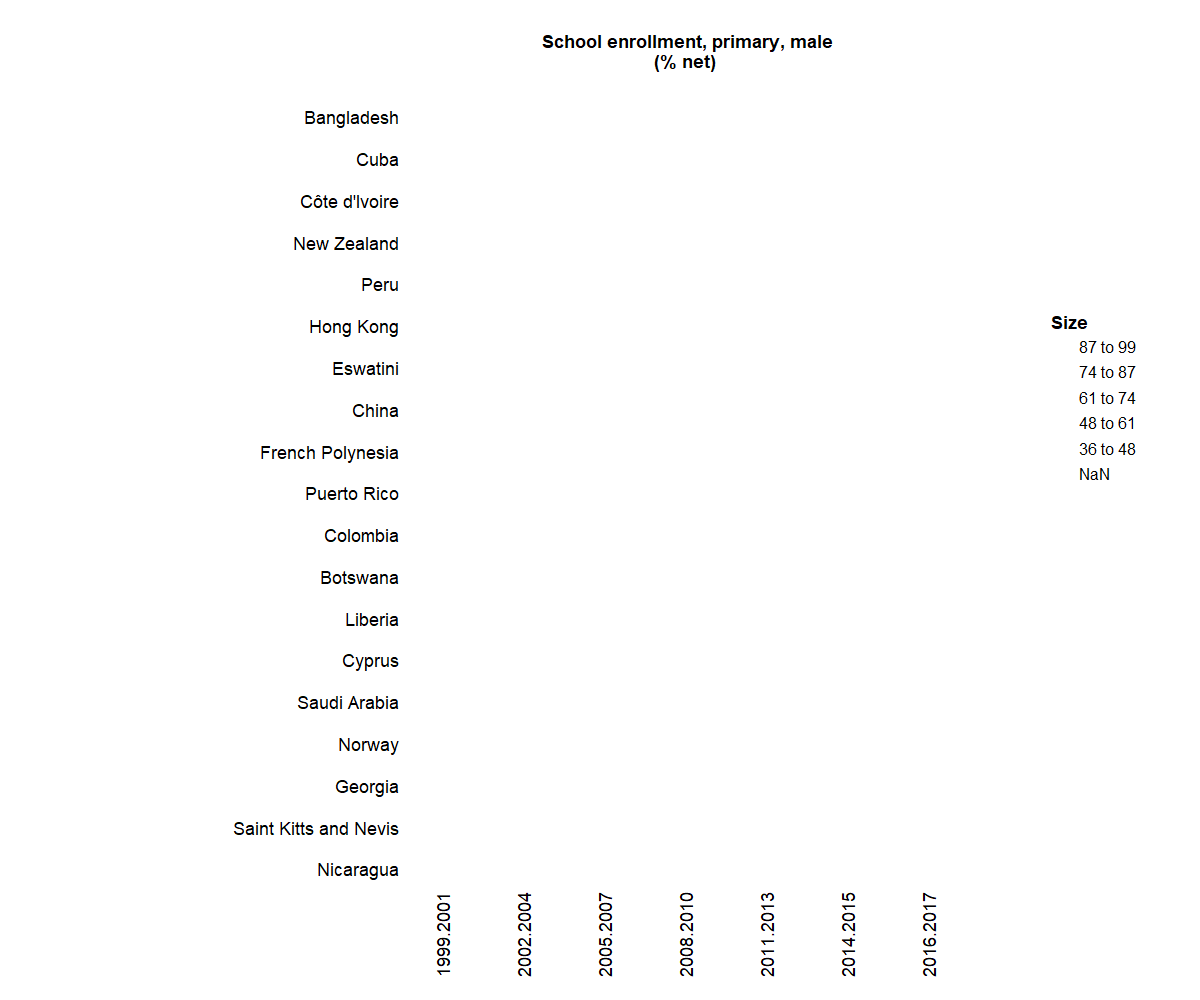 School enrollment, primary, male
(% net)
Bangladesh
Cuba
Côte d'Ivoire
New Zealand
Peru
Hong Kong
Eswatini
China
French Polynesia
Puerto Rico
Colombia
Botswana
Liberia
Cyprus
Saudi Arabia
Norway
Georgia
Saint Kitts and Nevis
Nicaragua
1999.2001
2002.2004
2005.2007
2008.2010
2011.2013
2014.2015
2016.2017
Size
87 to 99
74 to 87
61 to 74
48 to 61
36 to 48
NaN